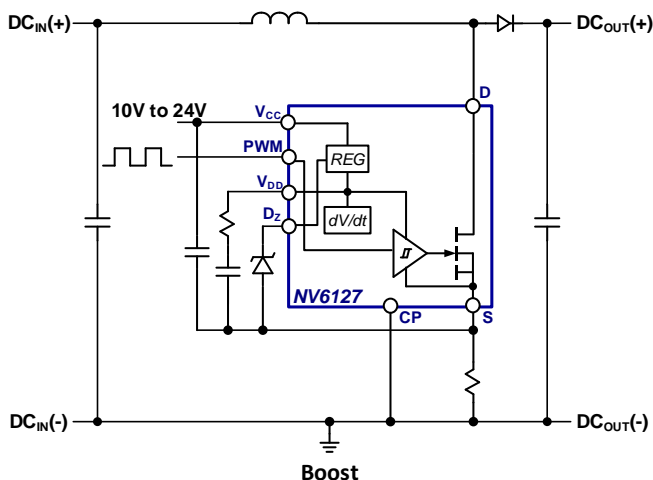 DC_IN(+)
DC_OUT(+)
D
10V to 24V
V_CC
PWM
REG
V_DD
dV/dt
D_Z
NV6127
CP
S
DC_IN(-)
DC_OUT(-)
Boost